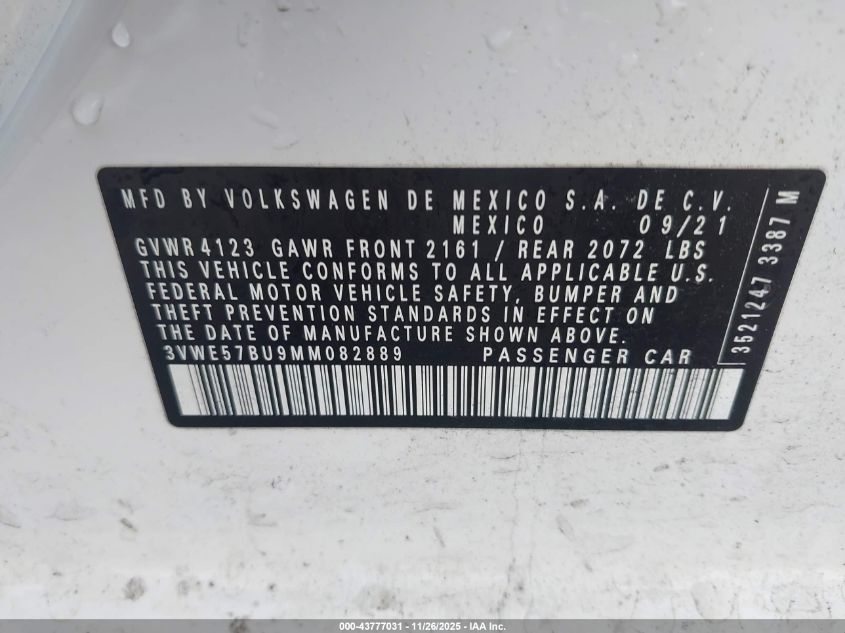 MFD BY VOLKSWAGEN DE MEXICO S.A. DE C.V.
MEXICO 09/21
GVWR 4123 GAWR FRONT 2161 / REAR 2072 LBS
THIS VEHICLE CONFORMS TO ALL APPLICABLE U.S.
FEDERAL MOTOR VEHICLE SAFETY, BUMPER AND
THEFT PREVENTION STANDARDS IN EFFECT ON
THE DATE OF MANUFACTURE SHOWN ABOVE.
3VWE57BU9MM082889 PASSENGER CAR
3521247 3387 M
000-43777031 - 11/26/2025 - IAA Inc.